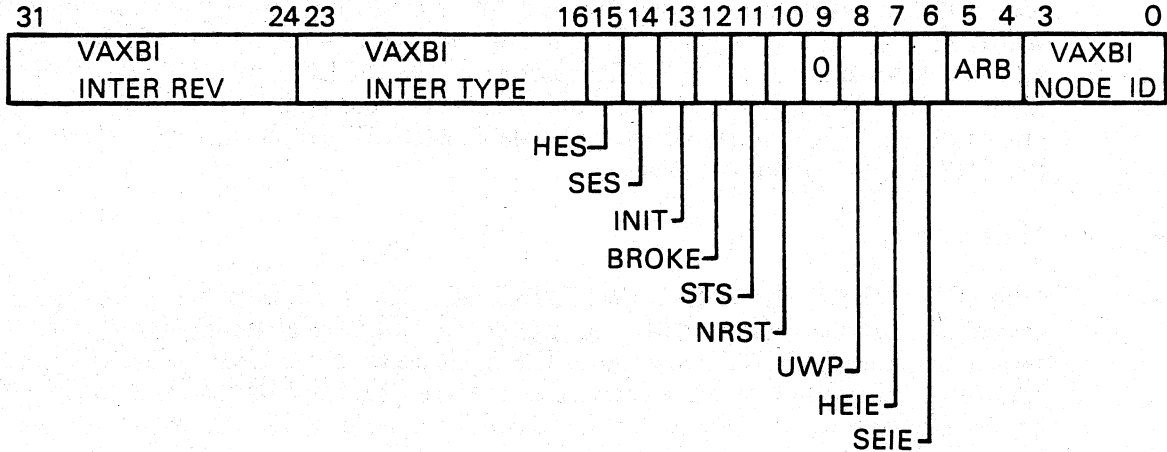 31 24 23 16 15 14 13 12 11 10 9 8 7 6 5 4 3 0
VAXBI INTER REV
VAXBI INTER TYPE
0
ARB
VAXBI NODE ID
HES
SES
INIT
BROKE
STS
NRST
UWP
HEIE
SEIE